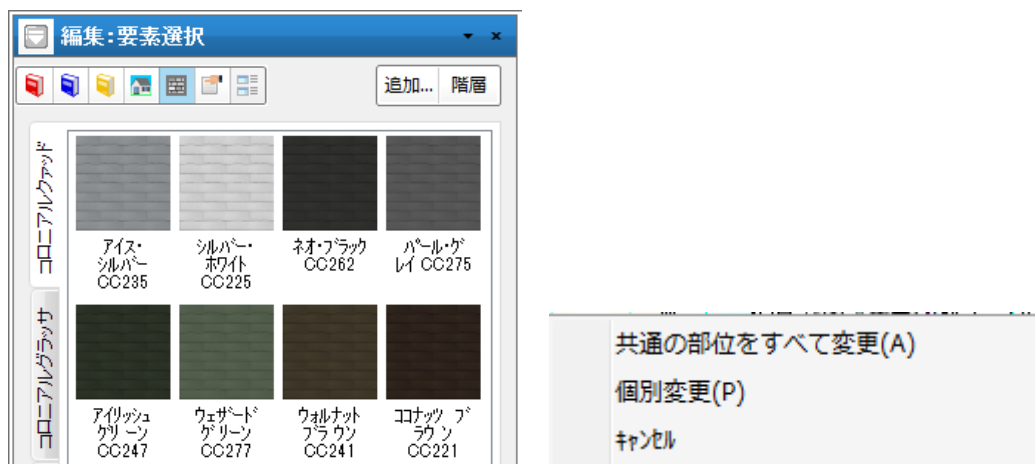 編集:要素選択
追加... 階層
コロニアルクァッド
アイス・
シルバー
CC235
シルバー・
ホワイト
CC225
ネオ・ブラック
CC262
パール・グ
レイ CC275
コロニアルグラッサ
アイリッシュ
グリーン
CC247
ウェザード
グリーン
CC277
ウォルナット
ブラウン
CC241
ココナッツ ブ
ラウン
CC221
共通の部位をすべて変更(A)
個別変更(P)
キャンセル